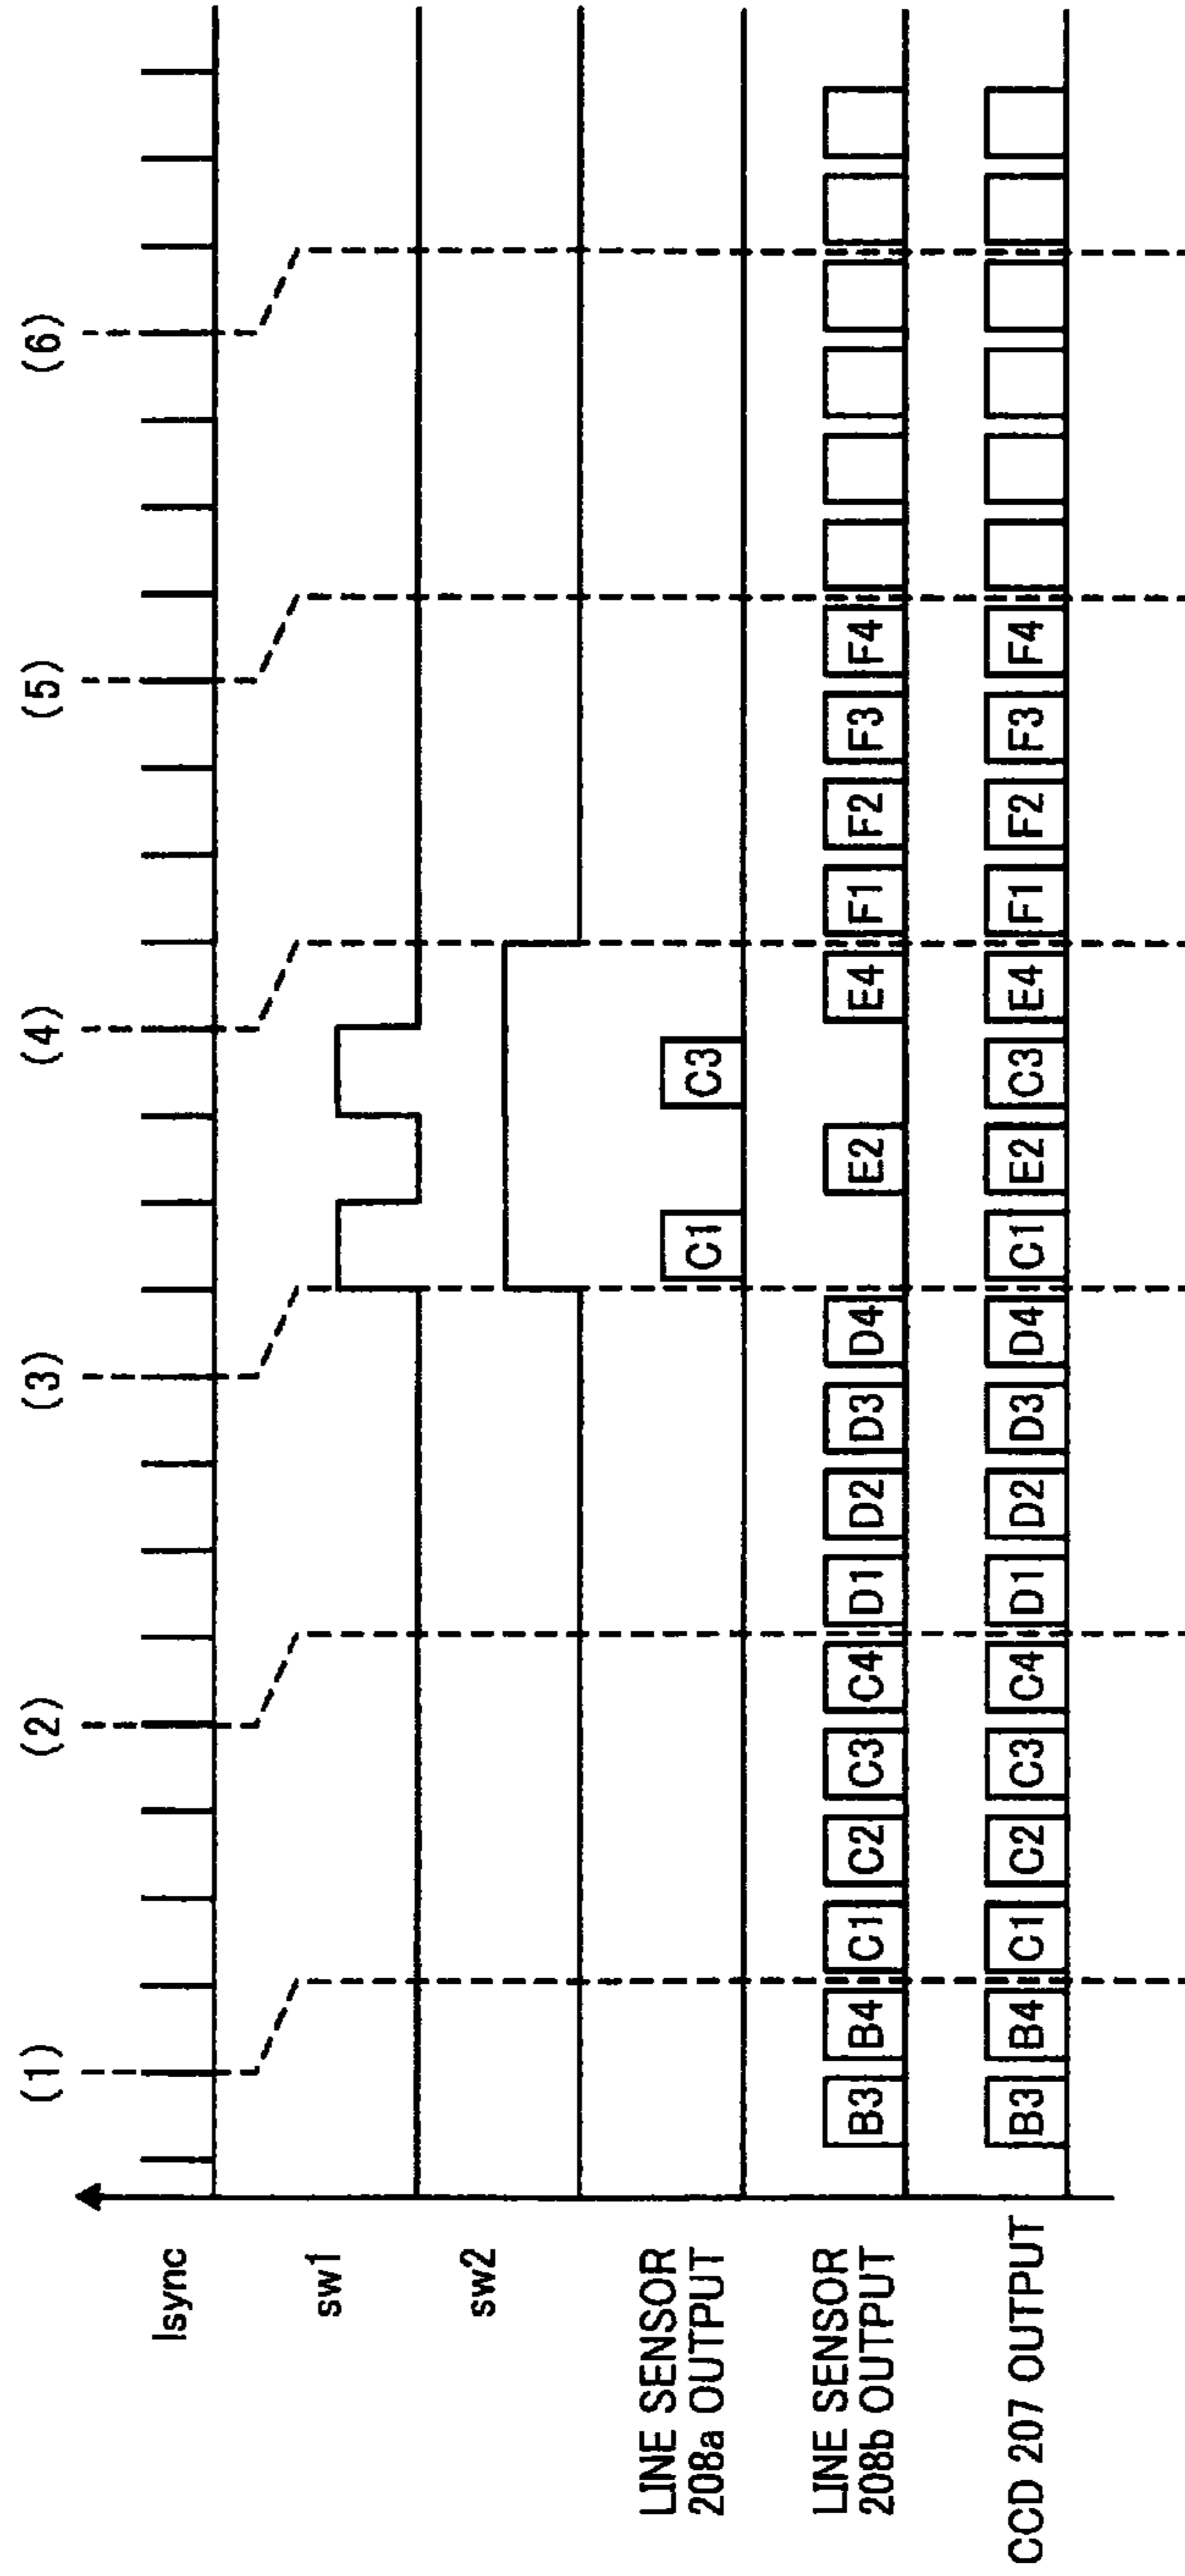 (1) (2) (3) (4) (5) (6)
lsync
sw1
sw2
LINE SENSOR
208a OUTPUT
C1 C3
LINE SENSOR
208b OUTPUT
B3 B4 C1 C2 C3 C4 D1 D2 D3 D4 E2 E4 F1 F2 F3 F4
CCD 207 OUTPUT
B3 B4 C1 C2 C3 C4 D1 D2 D3 D4 C1 E2 C3 E4 F1 F2 F3 F4